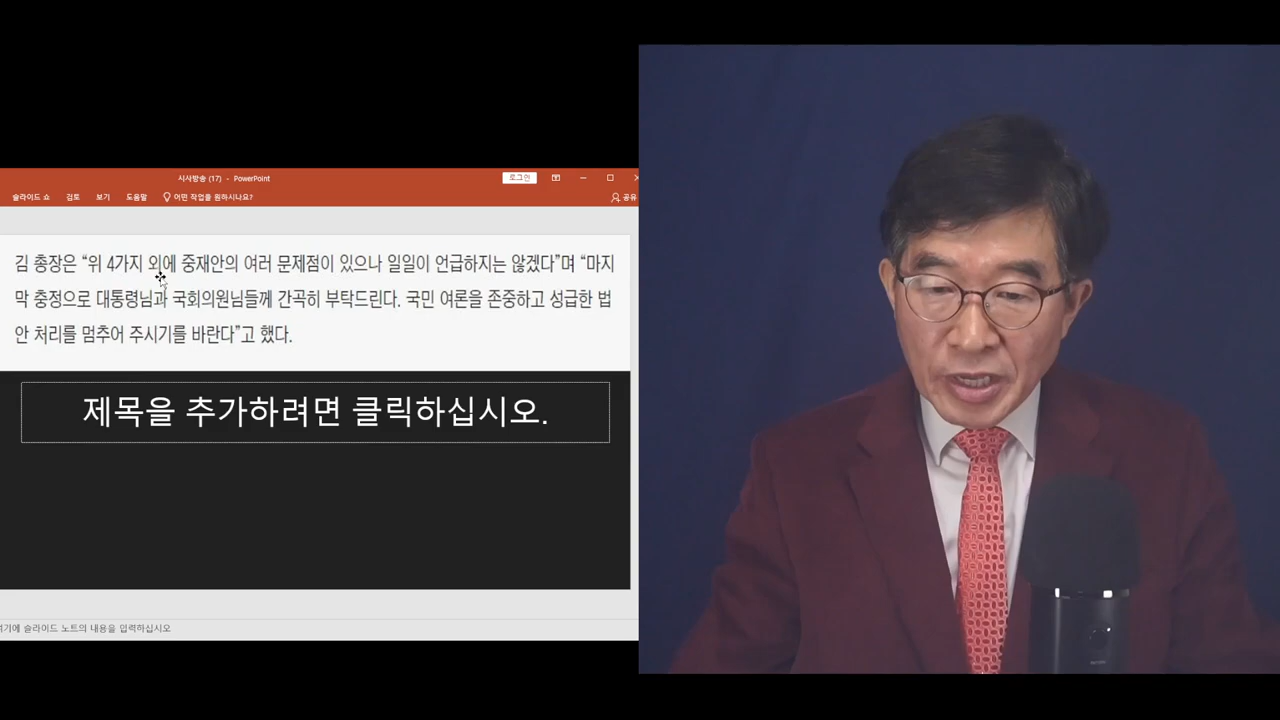 시사방송 (17) - PowerPoint
로그인
슬라이드 쇼 검토 보기 도움말 어떤 작업을 원하시나요? 공유
김 총장은 “위 4가지 외에 중재안의 여러 문제점이 있으나 일일이 언급하지는 않겠다”며 “마지
막 충정으로 대통령님과 국회의원님들께 간곡히 부탁드린다. 국민 여론을 존중하고 성급한 법
안 처리를 멈추어 주시기를 바란다”고 했다.
제목을 추가하려면 클릭하십시오.
여기에 슬라이드 노트의 내용을 입력하십시오